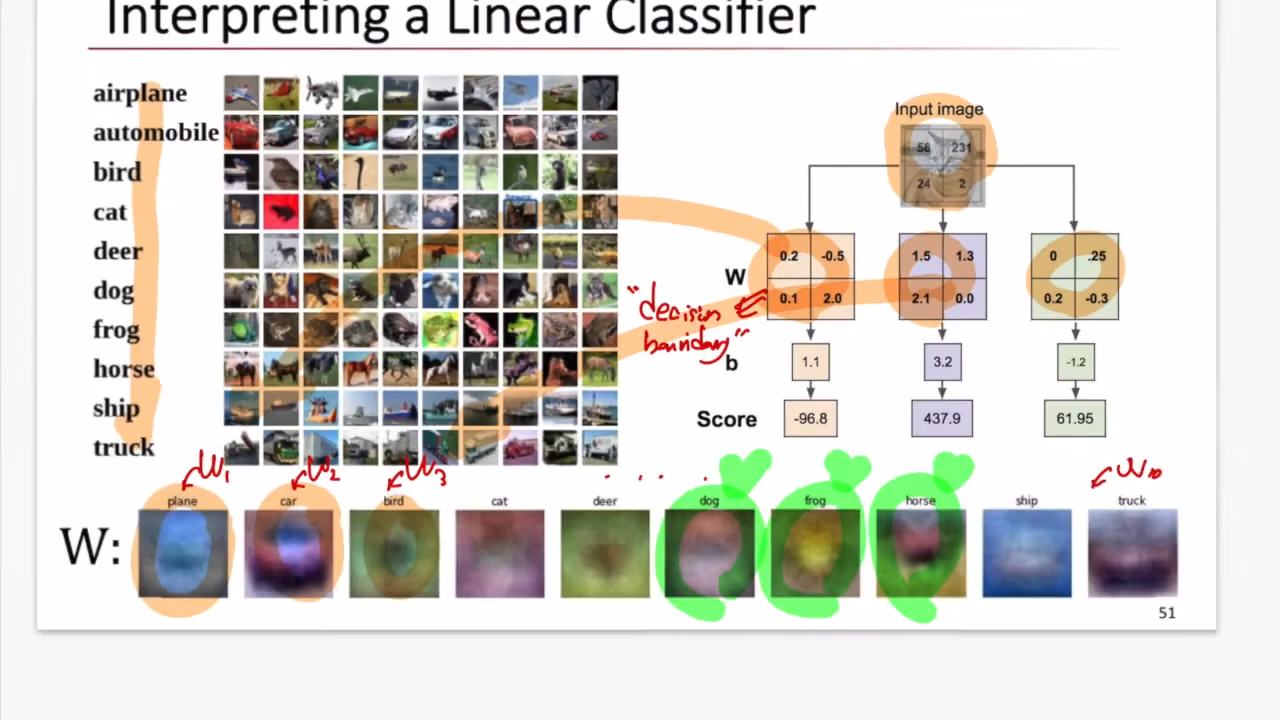 Interpreting a Linear Classifier
airplane
automobile
bird
cat
deer
dog
frog
horse
ship
truck
Input image
56 231
24 2
W
0.2 -0.5
0.1 2.0
1.5 1.3
2.1 0.0
0 .25
0.2 -0.3
"decision
boundary"
b
1.1
3.2
-1.2
Score
-96.8
437.9
61.95
W1
W2
W3
. . . .
W10
plane car bird cat deer dog frog horse ship truck
W:
51